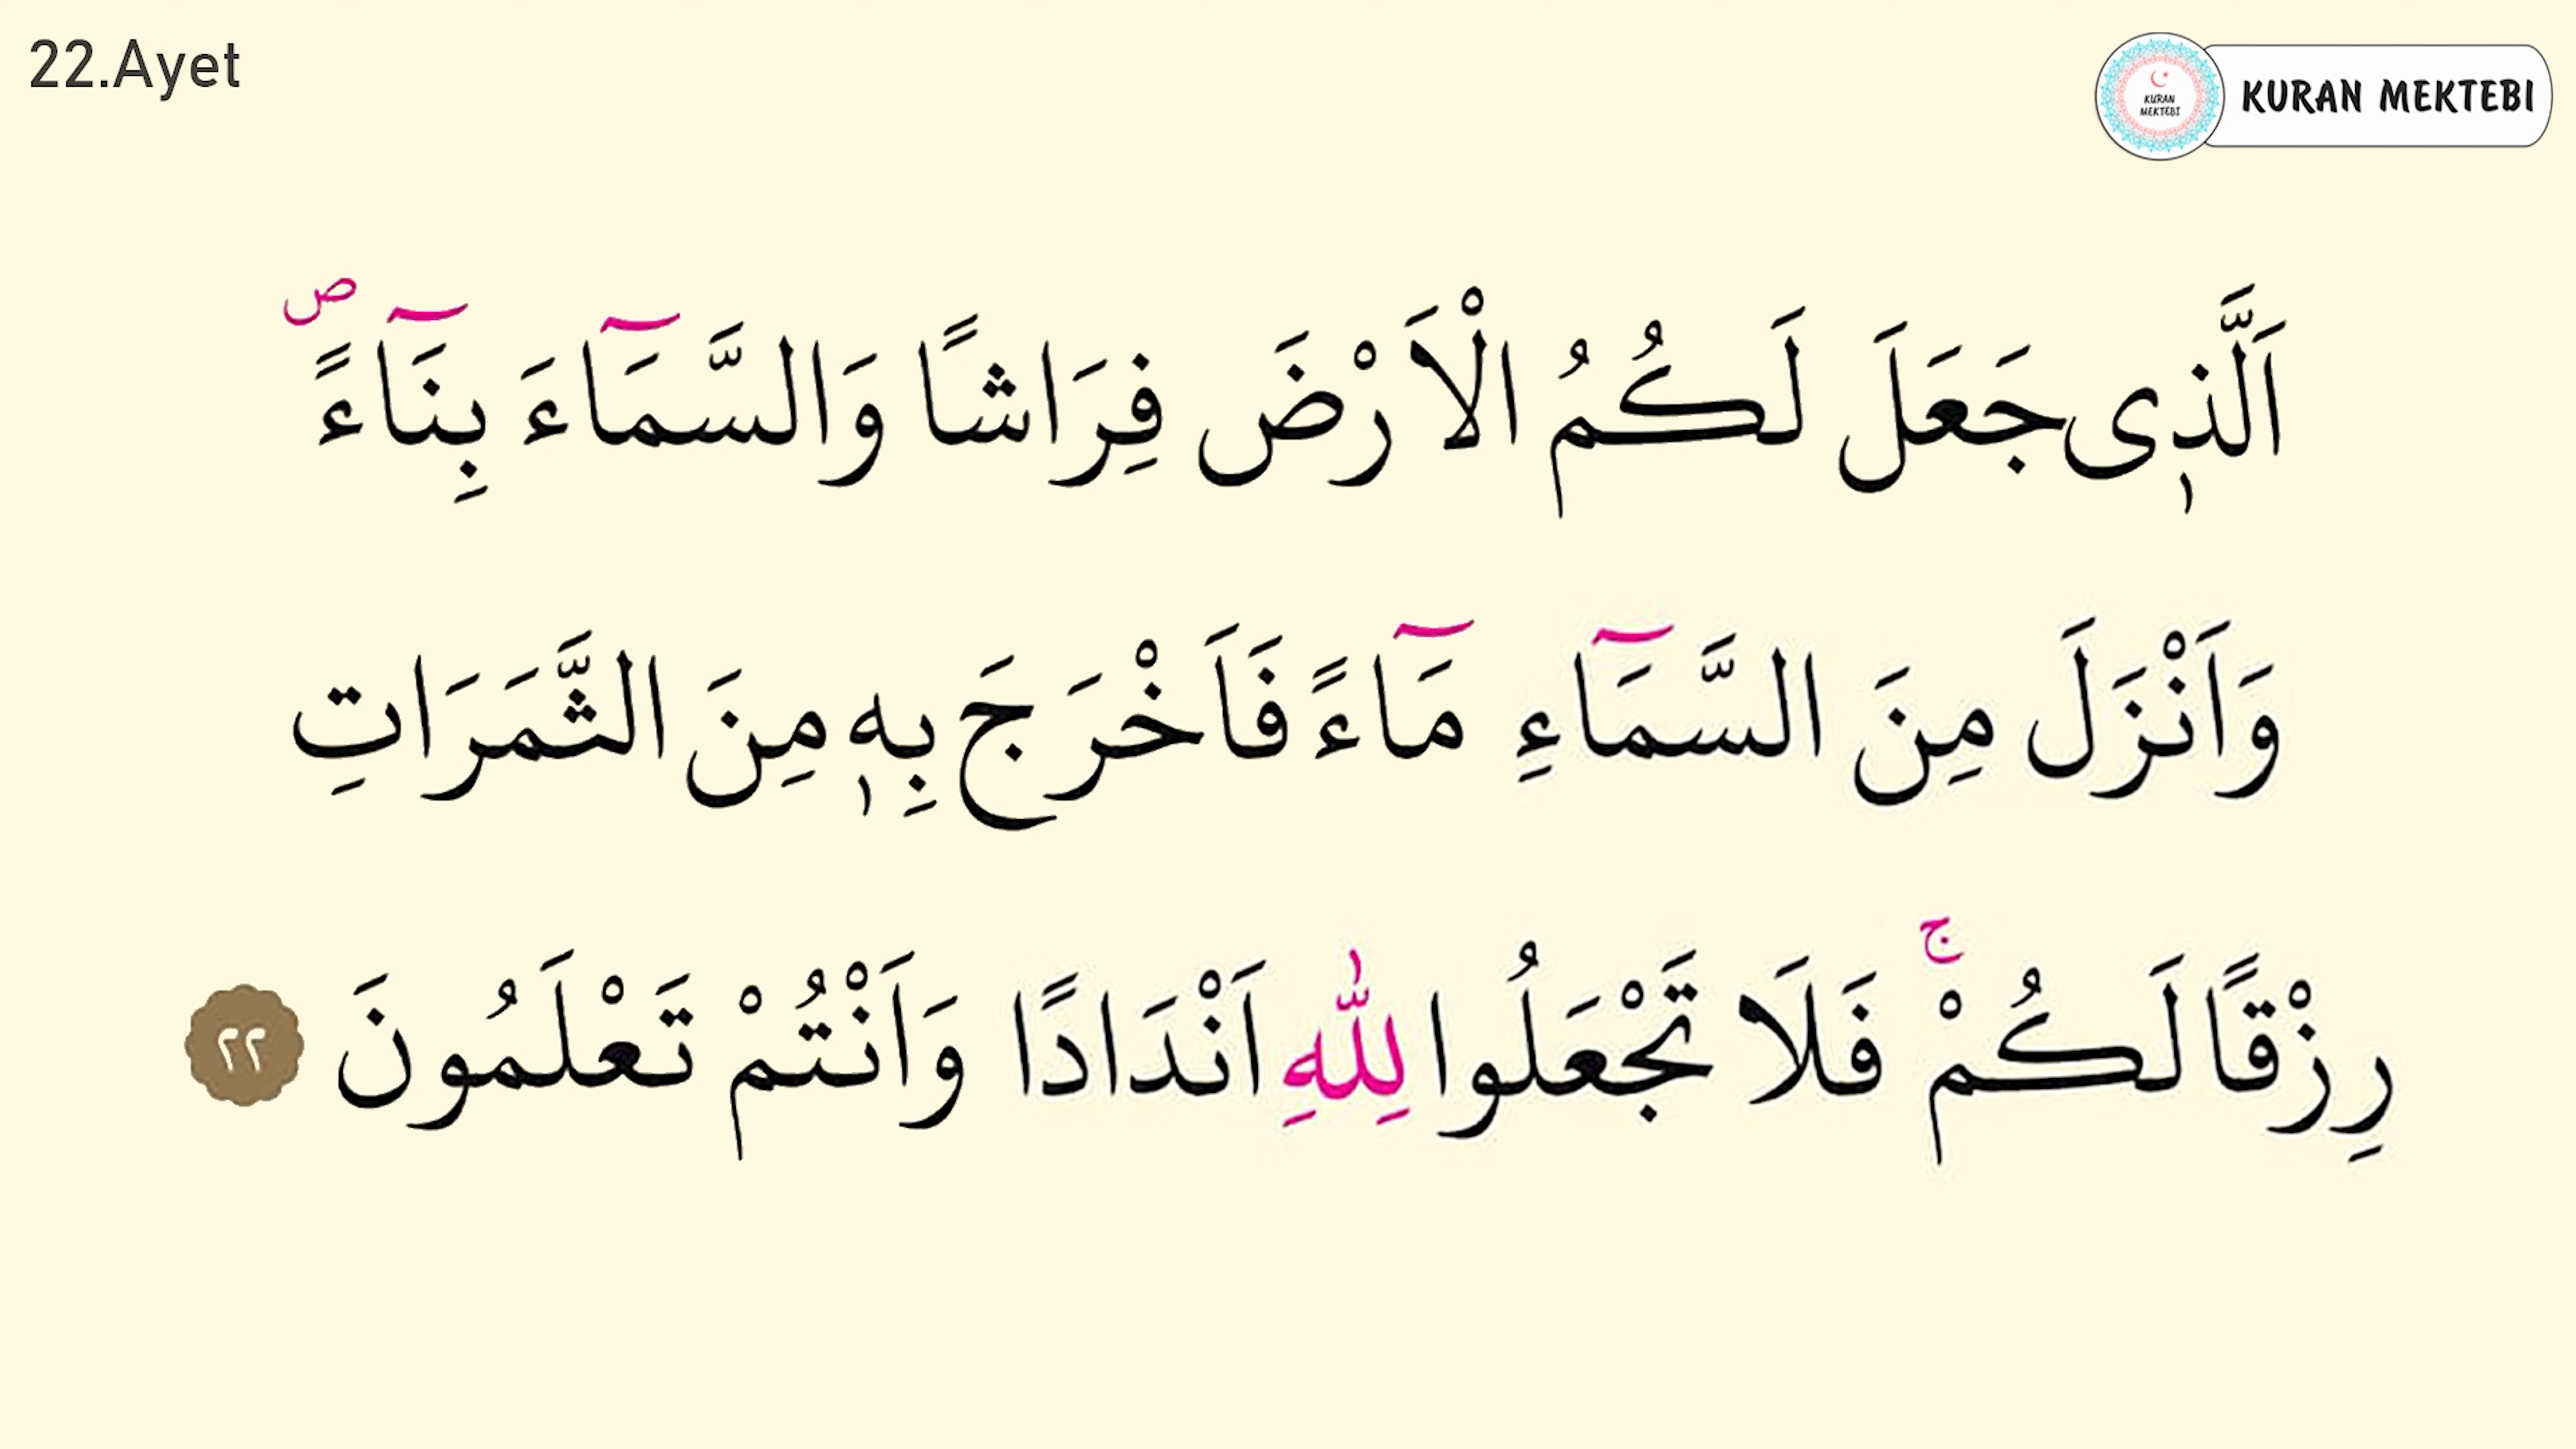 22.Ayet
KURAN MEKTEBI
KURAN
MEKTEBI
اَلَّذ۪ى جَعَلَ لَكُمُ الْاَرْضَ فِرَاشًا وَالسَّمَٓاءَ بِنَٓاءًۖ
وَاَنْزَلَ مِنَ السَّمَٓاءِ مَٓاءً فَاَخْرَجَ بِه۪ مِنَ الثَّمَرَاتِ
رِزْقًا لَكُمْۚ فَلَا تَجْعَلُوا لِلّٰهِ اَنْدَادًا وَاَنْتُمْ تَعْلَمُونَ ٢٢